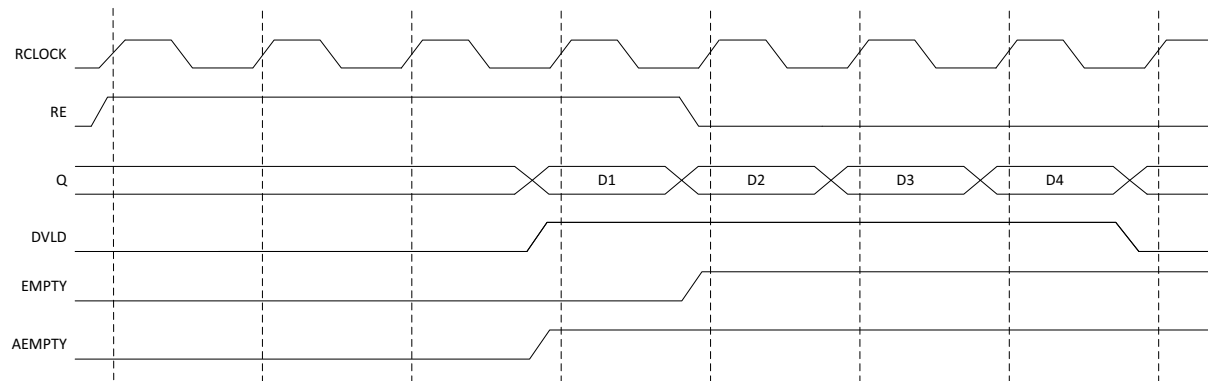 RCLOCK
RE
Q
D1 D2 D3 D4
DVLD
EMPTY
AEMPTY